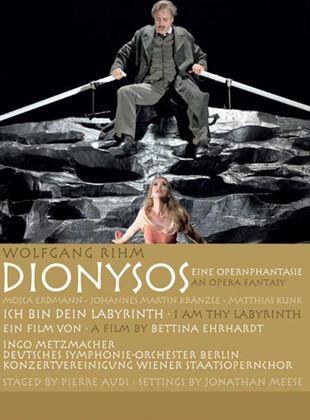 WOLFGANG RIHM
DIONYSOS EINE OPERNPHANTASIE
AN OPERA FANTASY
MOJCA ERDMANN · JOHANNES MARTIN KRÄNZLE · MATTHIAS KLINK
ICH BIN DEIN LABYRINTH · I AM THY LABYRINTH
EIN FILM VON · A FILM BY BETTINA EHRHARDT
INGO METZMACHER
DEUTSCHES SYMPHONIE-ORCHESTER BERLIN
KONZERTVEREINIGUNG WIENER STAATSOPERNCHOR
STAGED BY PIERRE AUDI · SETTINGS BY JONATHAN MEESE